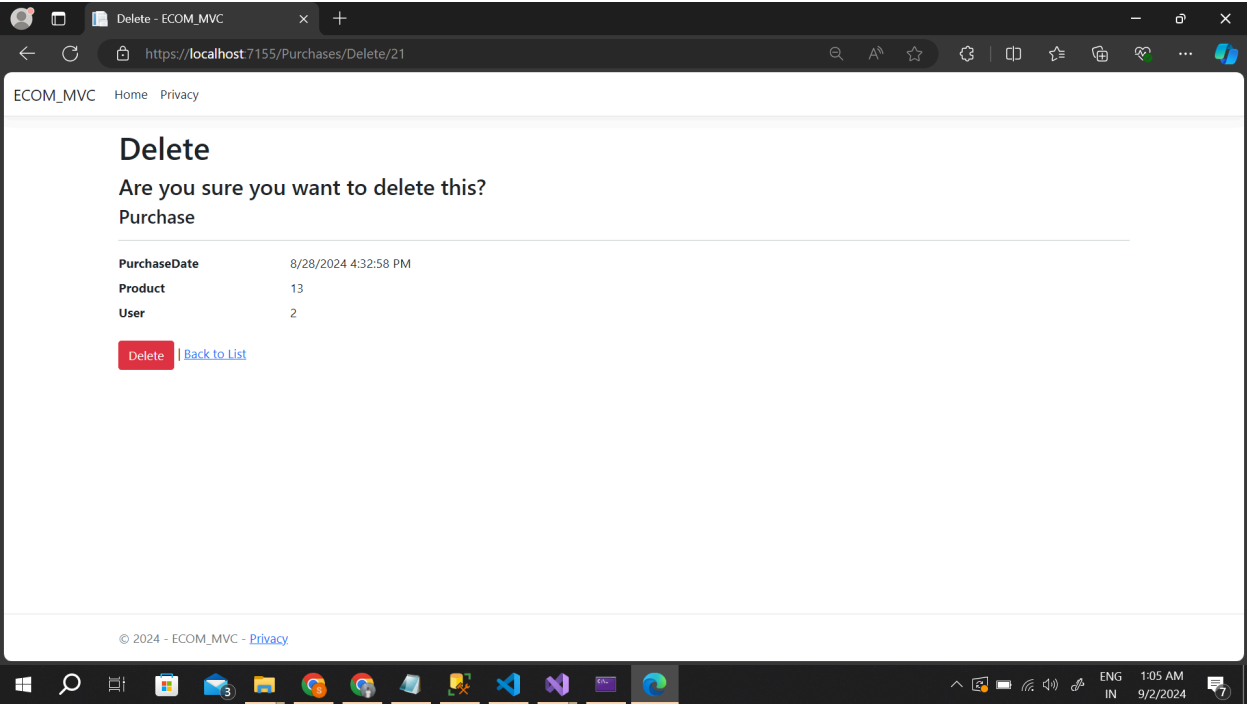 Delete - ECOM_MVC
https://localhost:7155/Purchases/Delete/21
ECOM_MVC Home Privacy
Delete
Are you sure you want to delete this?
Purchase
PurchaseDate 8/28/2024 4:32:58 PM
Product 13
User 2
Delete | Back to List
© 2024 - ECOM_MVC - Privacy
3
S
ENG 1:05 AM
IN 9/2/2024
7